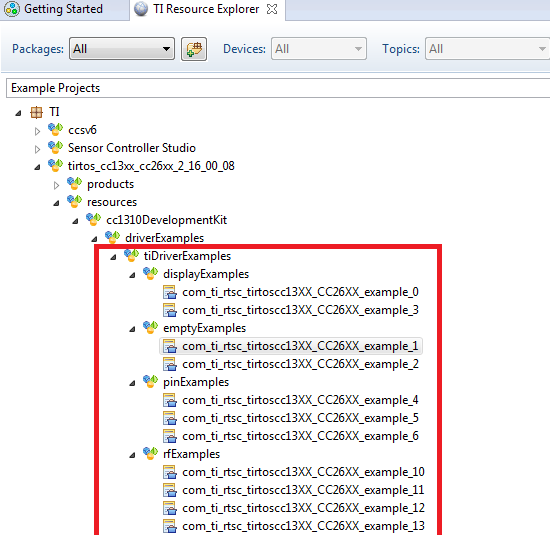 Getting Started TI Resource Explorer
Packages: All Devices: All Topics: All
Example Projects
TI
ccsv6
Sensor Controller Studio
tirtos_cc13xx_cc26xx_2_16_00_08
products
resources
cc1310DevelopmentKit
driverExamples
tiDriverExamples
displayExamples
com_ti_rtsc_tirtoscc13XX_CC26XX_example_0
com_ti_rtsc_tirtoscc13XX_CC26XX_example_3
emptyExamples
com_ti_rtsc_tirtoscc13XX_CC26XX_example_1
com_ti_rtsc_tirtoscc13XX_CC26XX_example_2
pinExamples
com_ti_rtsc_tirtoscc13XX_CC26XX_example_4
com_ti_rtsc_tirtoscc13XX_CC26XX_example_5
com_ti_rtsc_tirtoscc13XX_CC26XX_example_6
rfExamples
com_ti_rtsc_tirtoscc13XX_CC26XX_example_10
com_ti_rtsc_tirtoscc13XX_CC26XX_example_11
com_ti_rtsc_tirtoscc13XX_CC26XX_example_12
com_ti_rtsc_tirtoscc13XX_CC26XX_example_13